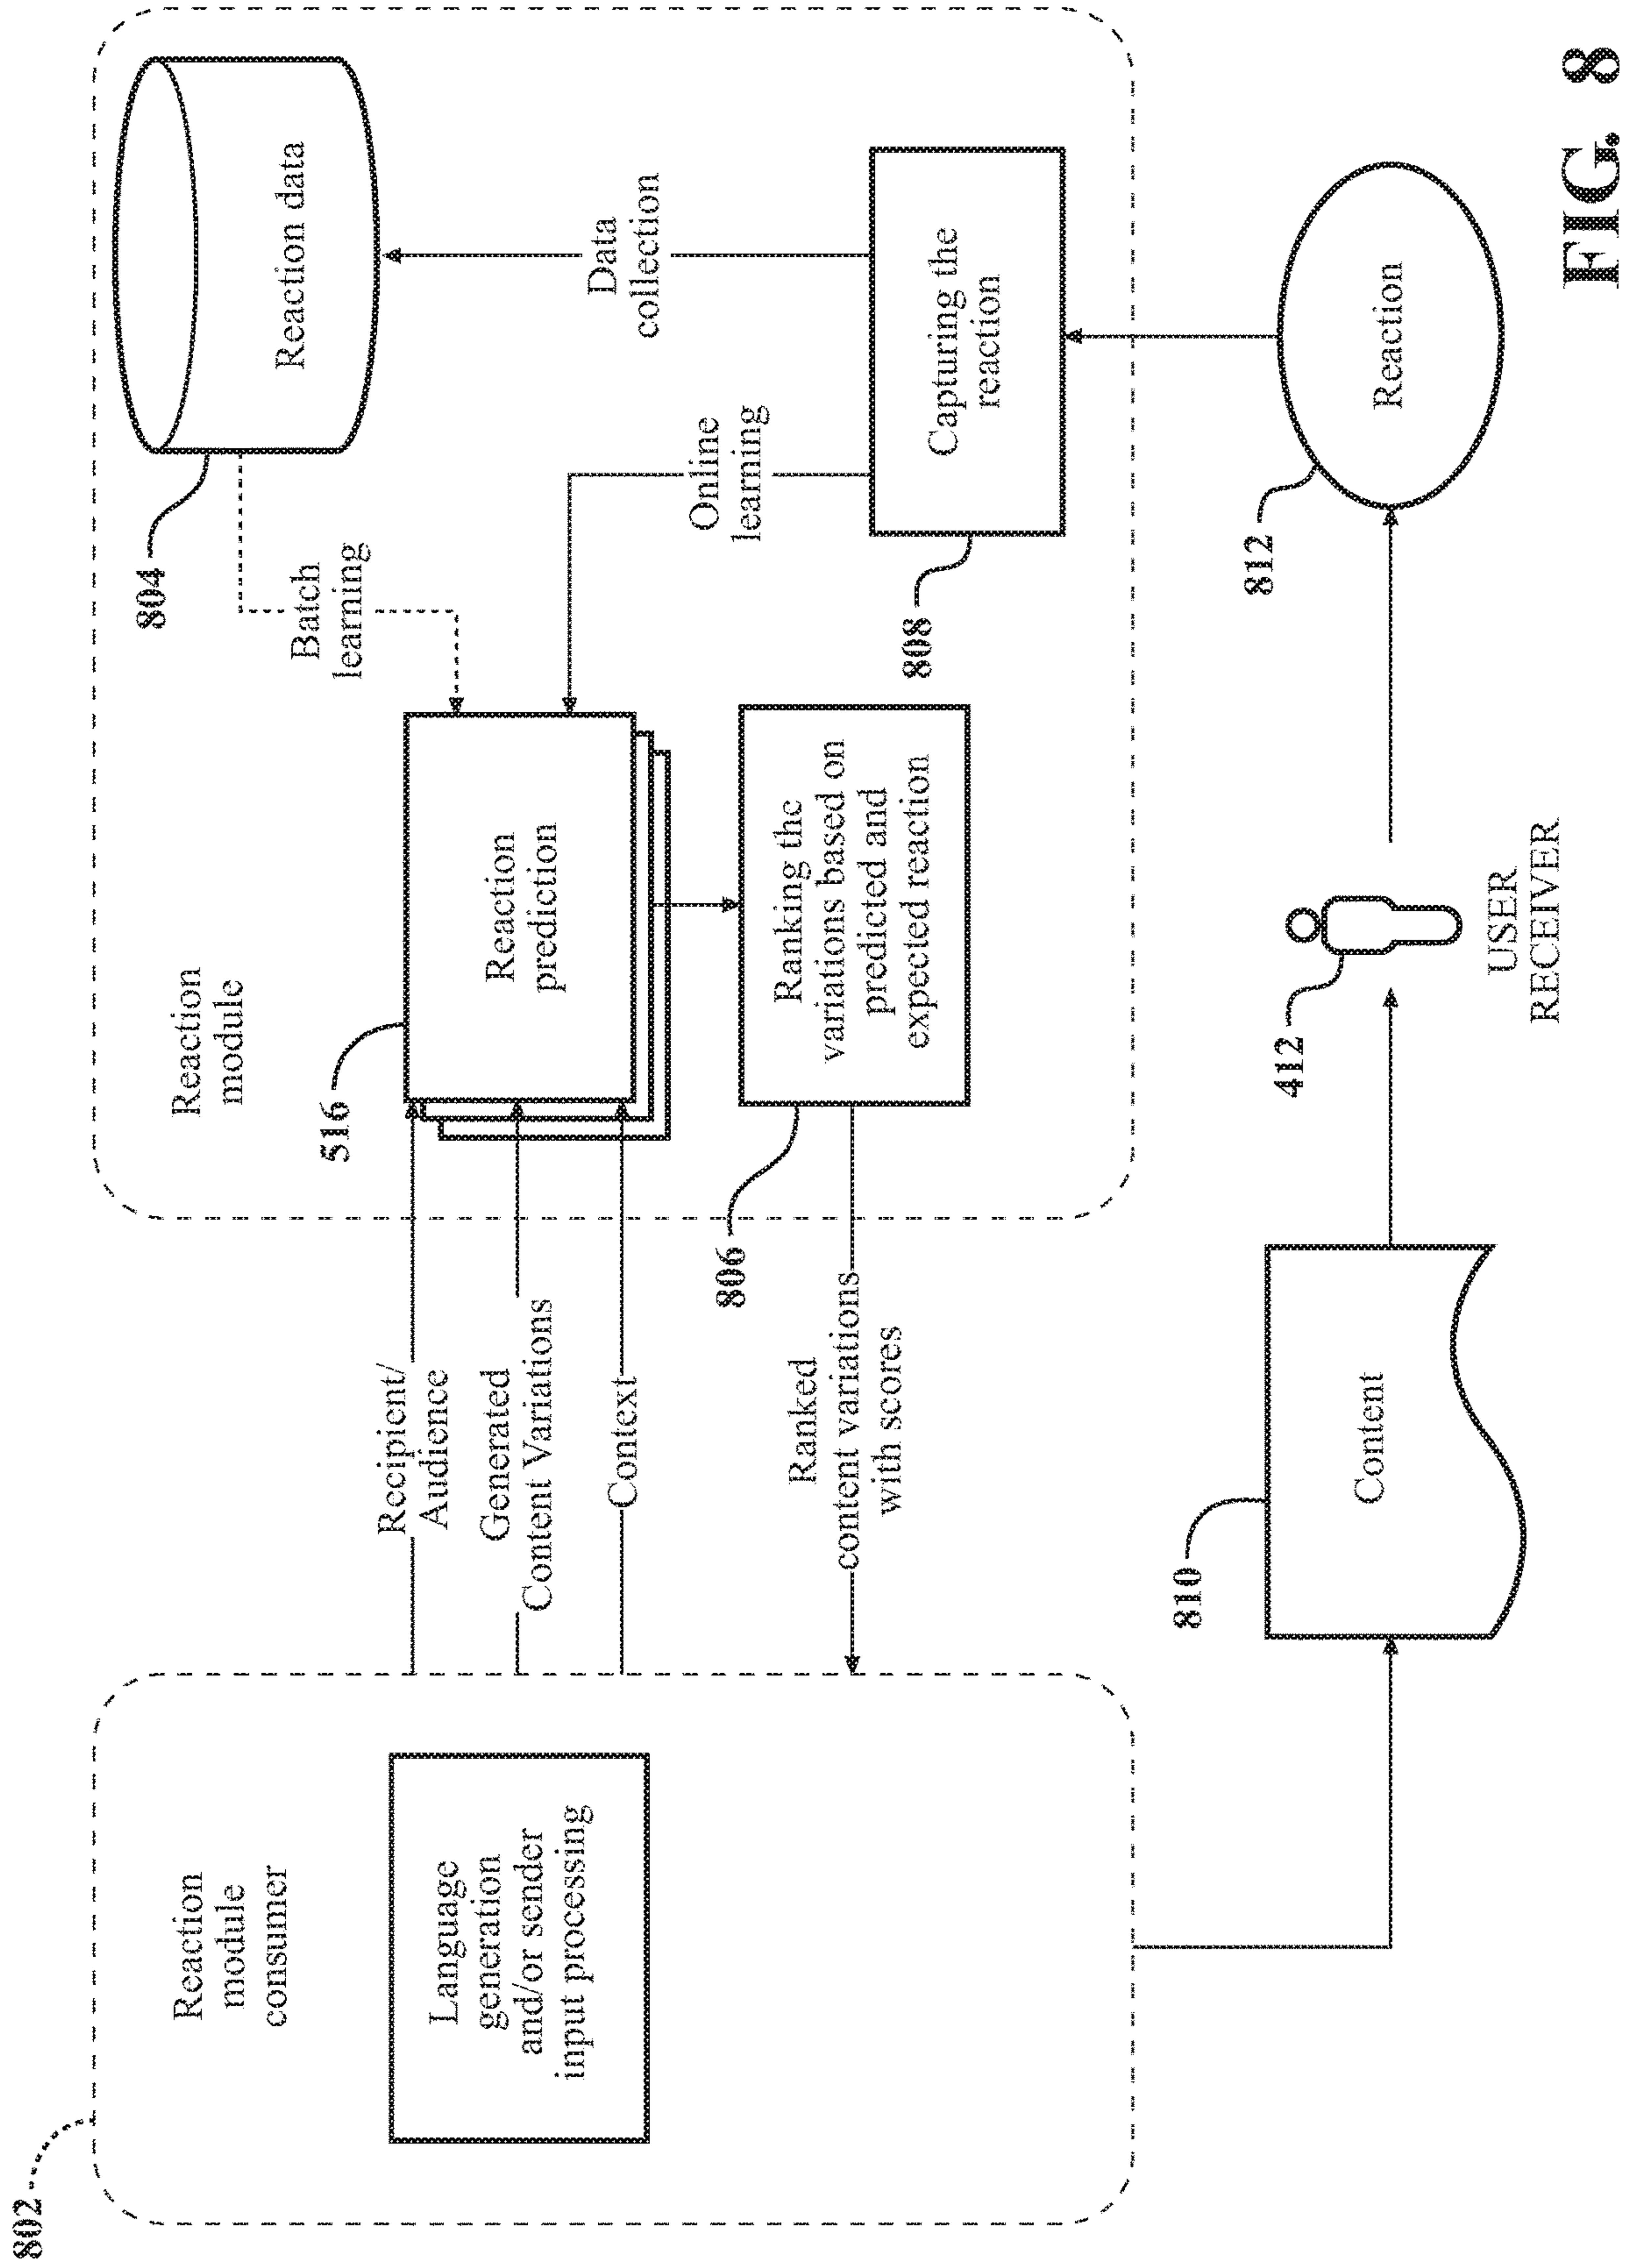 802
Reaction
module
consumer
Language
generation
and/or sender
input processing
Recipient/
Audience
Generated
Content Variations
Context
Ranked
content variations
with scores
Reaction
module
516
Reaction
prediction
Batch
learning
804
Reaction data
Online
learning
Data
collection
806
Ranking the
variations based on
predicted and
expected reaction
808
Capturing the
reaction
810
Content
412
USER
RECEIVER
812
Reaction
FIG. 8